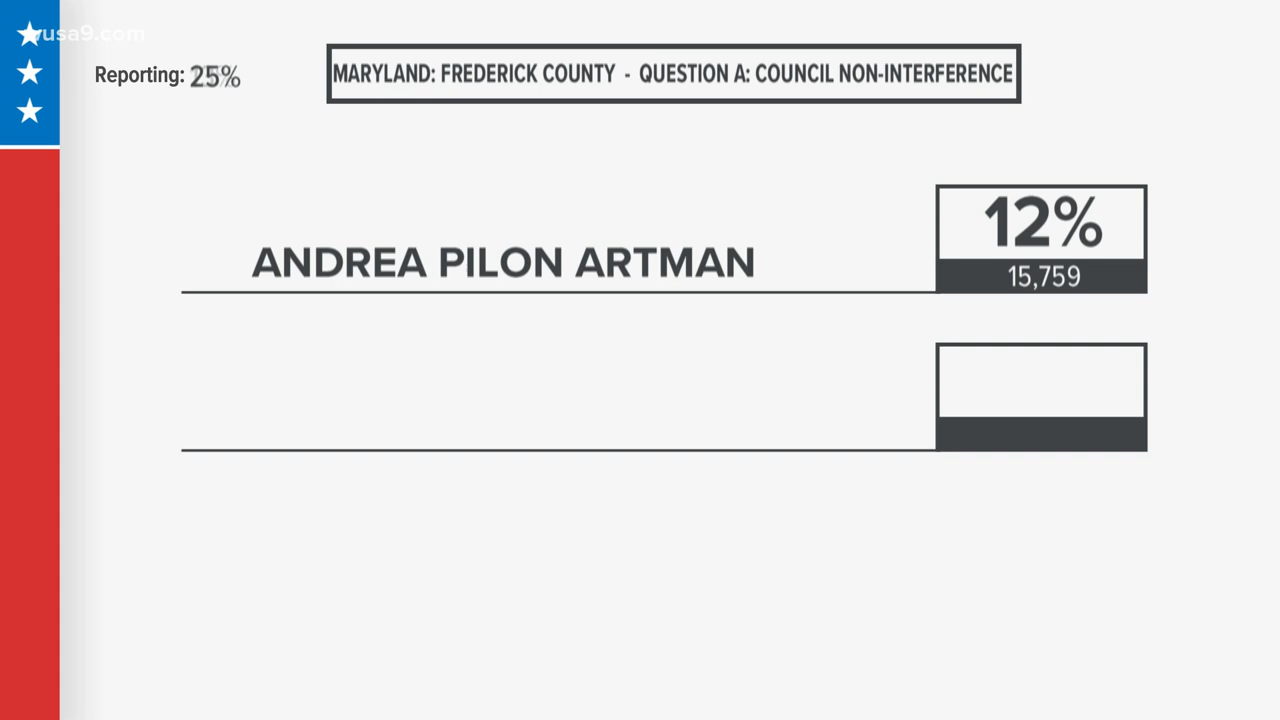 wusa9.com
Reporting: 25%
MARYLAND: FREDERICK COUNTY - QUESTION A: COUNCIL NON-INTERFERENCE
12%
ANDREA PILON ARTMAN
15,759